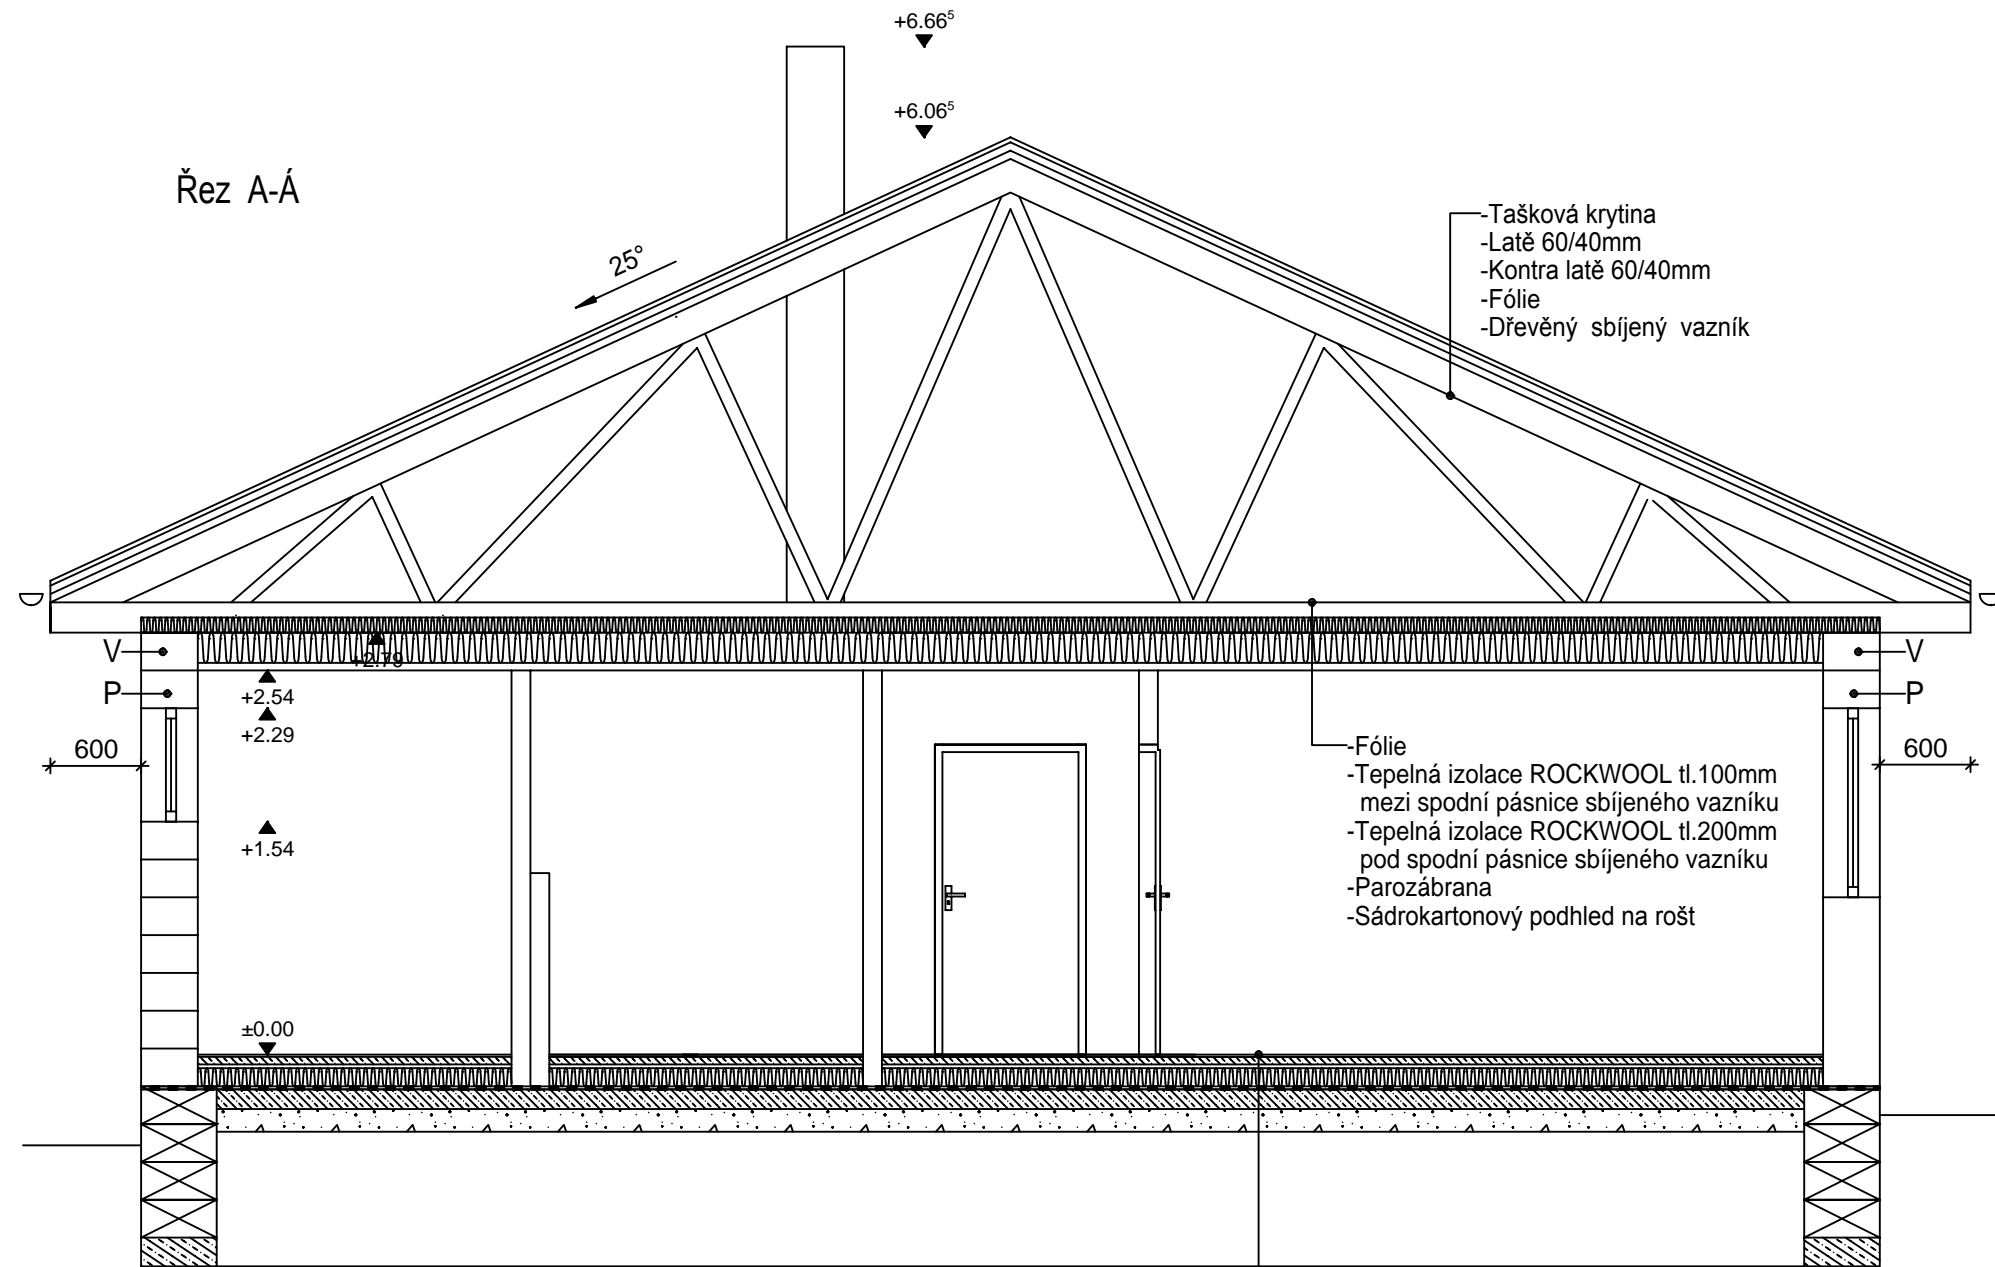 +6.66⁵
+6.06⁵
Řez A-Á
25°
-Tašková krytina
-Latě 60/40mm
-Kontra latě 60/40mm
-Fólie
-Dřevěný sbíjený vazník
V
+2.79
V
P
+2.54
P
+2.29
600
600
-Fólie
-Tepelná izolace ROCKWOOL tl.100mm
mezi spodní pásnice sbíjeného vazníku
-Tepelná izolace ROCKWOOL tl.200mm
pod spodní pásnice sbíjeného vazníku
-Parozábrana
-Sádrokartonový podhled na rošt
+1.54
±0.00